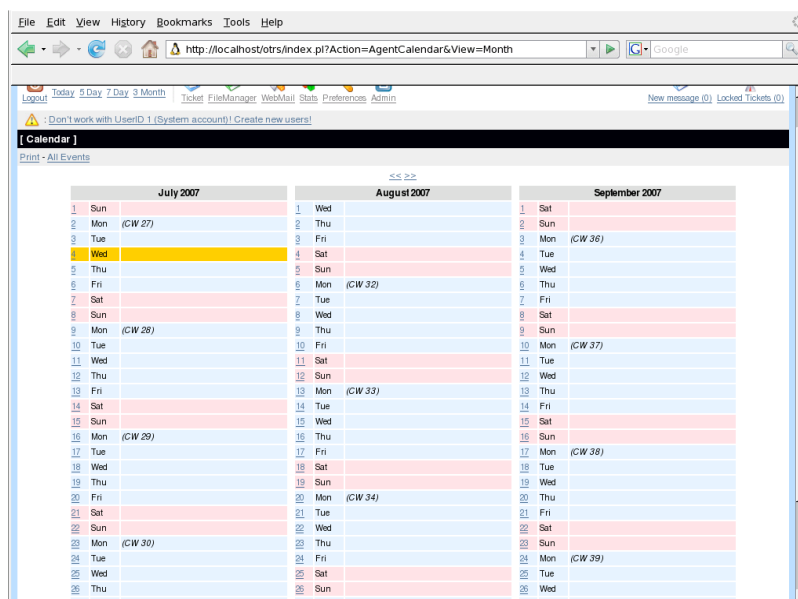 File Edit View History Bookmarks Tools Help
http://localhost/otrs/index.pl?Action=AgentCalendar&View=Month G Google
Logout Today 5 Day 7 Day 3 Month Ticket FileManager WebMail Stats Preferences Admin New message (0) Locked Tickets (0)
: Don't work with UserID 1 (System account)! Create new users!
[ Calendar ]
Print - All Events
<< >>
July 2007 August 2007 September 2007
1 Sun 1 Wed 1 Sat
2 Mon (CW 27) 2 Thu 2 Sun
3 Tue 3 Fri 3 Mon (CW 36)
4 Wed 4 Sat 4 Tue
5 Thu 5 Sun 5 Wed
6 Fri 6 Mon (CW 32) 6 Thu
7 Sat 7 Tue 7 Fri
8 Sun 8 Wed 8 Sat
9 Mon (CW 28) 9 Thu 9 Sun
10 Tue 10 Fri 10 Mon (CW 37)
11 Wed 11 Sat 11 Tue
12 Thu 12 Sun 12 Wed
13 Fri 13 Mon (CW 33) 13 Thu
14 Sat 14 Tue 14 Fri
15 Sun 15 Wed 15 Sat
16 Mon (CW 29) 16 Thu 16 Sun
17 Tue 17 Fri 17 Mon (CW 38)
18 Wed 18 Sat 18 Tue
19 Thu 19 Sun 19 Wed
20 Fri 20 Mon (CW 34) 20 Thu
21 Sat 21 Tue 21 Fri
22 Sun 22 Wed 22 Sat
23 Mon (CW 30) 23 Thu 23 Sun
24 Tue 24 Fri 24 Mon (CW 39)
25 Wed 25 Sat 25 Tue
26 Thu 26 Sun 26 Wed